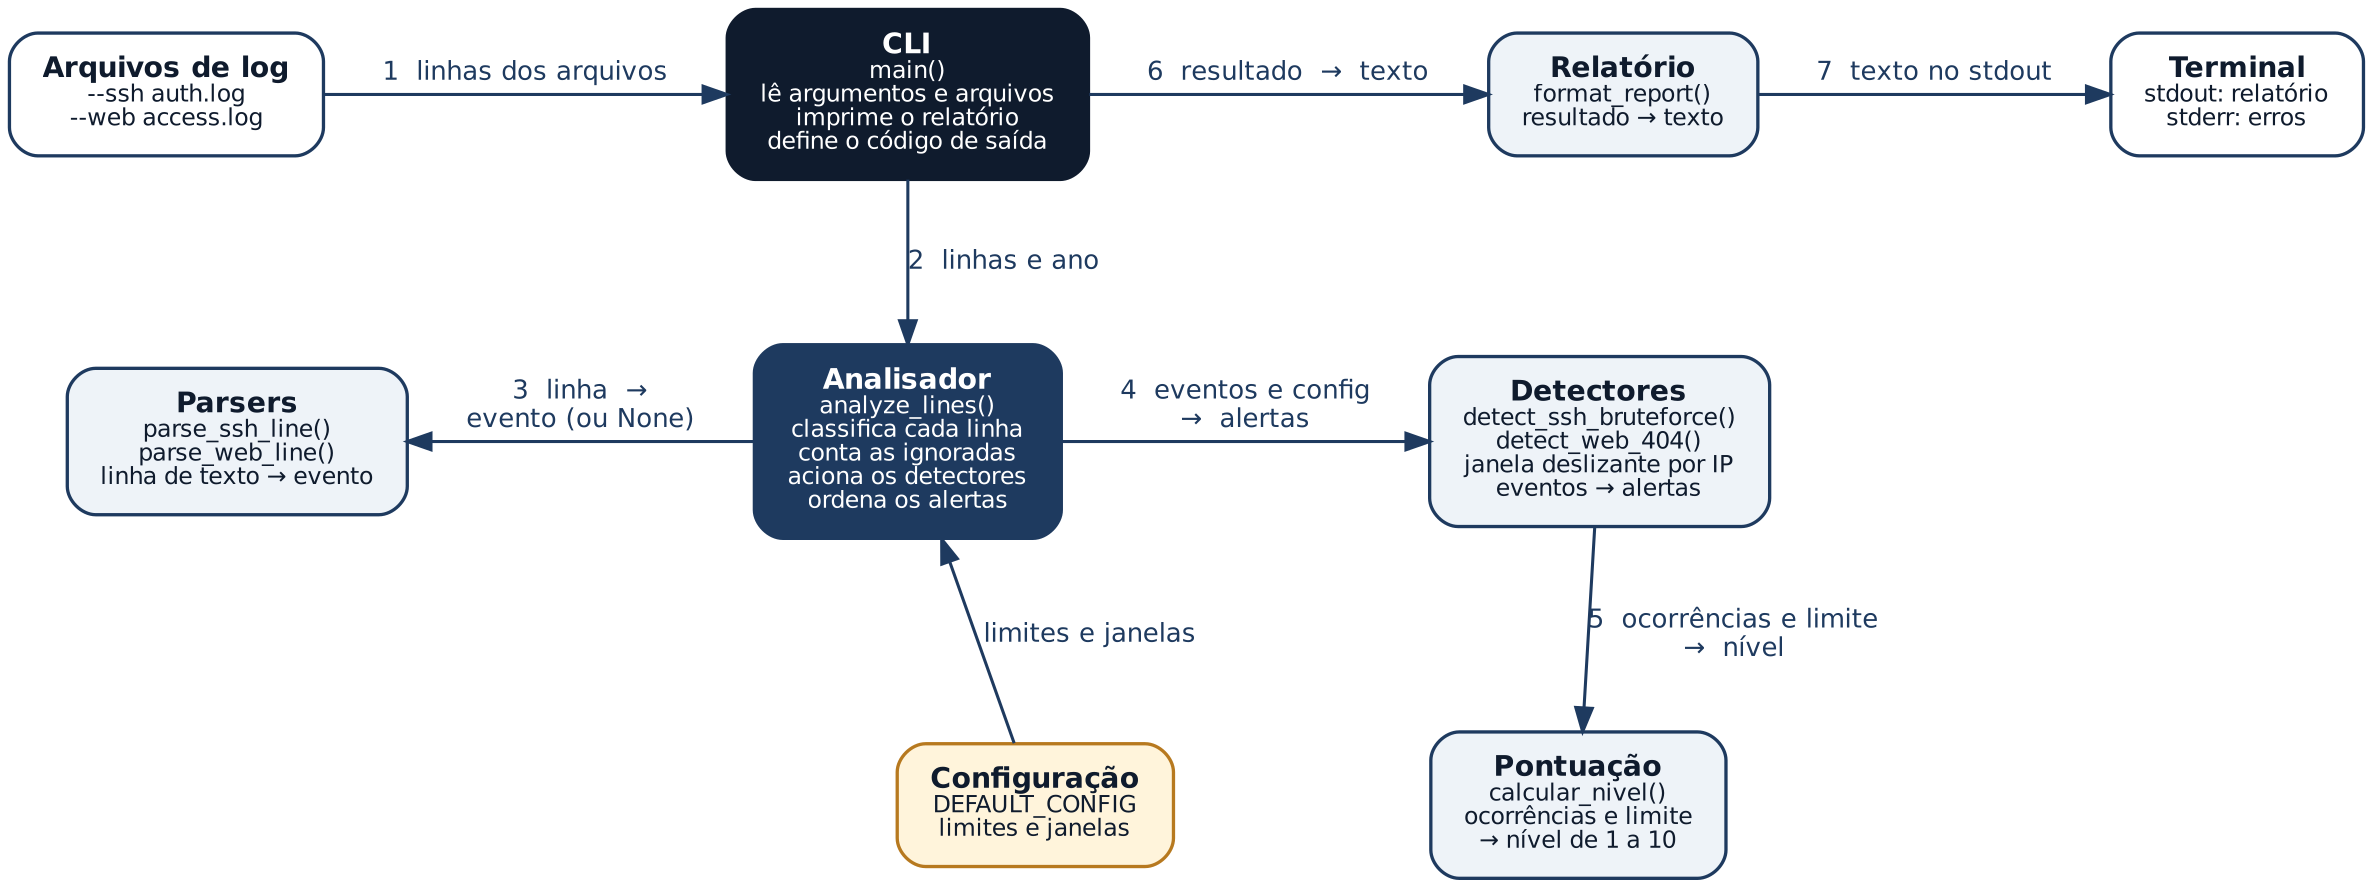 Arquivos de log
--ssh auth.log
--web access.log
1  linhas dos arquivos
CLI
main()
lê argumentos e arquivos
imprime o relatório
define o código de saída
6  resultado  →  texto
Relatório
format_report()
resultado → texto
7  texto no stdout
Terminal
stdout: relatório
stderr: erros
2  linhas e ano
Parsers
parse_ssh_line()
parse_web_line()
linha de texto → evento
3  linha  →
evento (ou None)
Analisador
analyze_lines()
classifica cada linha
conta as ignoradas
aciona os detectores
ordena os alertas
4  eventos e config
→  alertas
Detectores
detect_ssh_bruteforce()
detect_web_404()
janela deslizante por IP
eventos → alertas
limites e janelas
5  ocorrências e limite
→  nível
Configuração
DEFAULT_CONFIG
limites e janelas
Pontuação
calcular_nivel()
ocorrências e limite
→ nível de 1 a 10